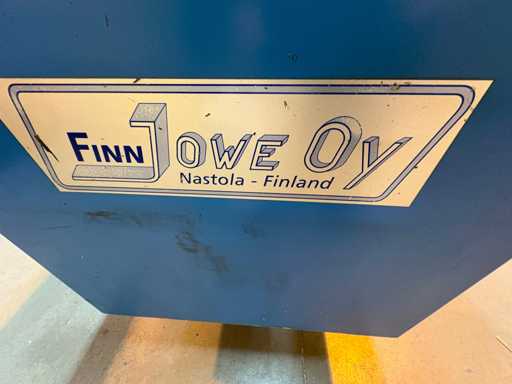 FINN JOWE OY
Nastola - Finland